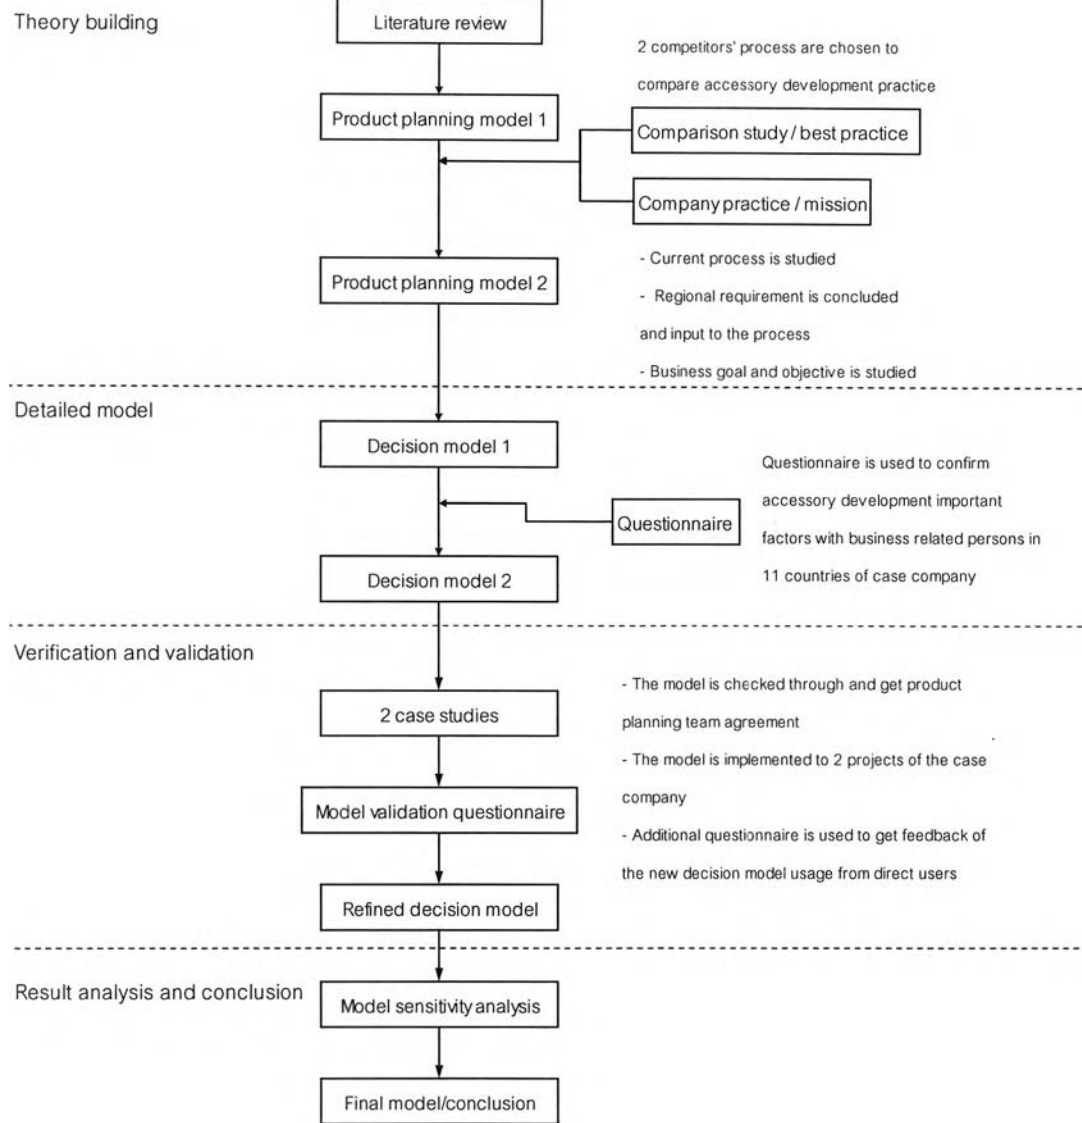 Theory building
Literature review
2 competitors' process are chosen to
compare accessory development practice
Product planning model 1
Comparison study / best practice
Company practice / mission
Product planning model 2
- Current process is studied
- Regional requirement is concluded
and input to the process
- Business goal and objective is studied
Detailed model
Decision model 1
Questionnaire is used to confirm
accessory development important
factors with business related persons in
11 countries of case company
Questionnaire
Decision model 2
Verification and validation
2 case studies
- The model is checked through and get product
planning team agreement
- The model is implemented to 2 projects of the case
company
- Additional questionnaire is used to get feedback of
the new decision model usage from direct users
Model validation questionnaire
Refined decision model
Result analysis and conclusion
Model sensitivity analysis
Final model/conclusion